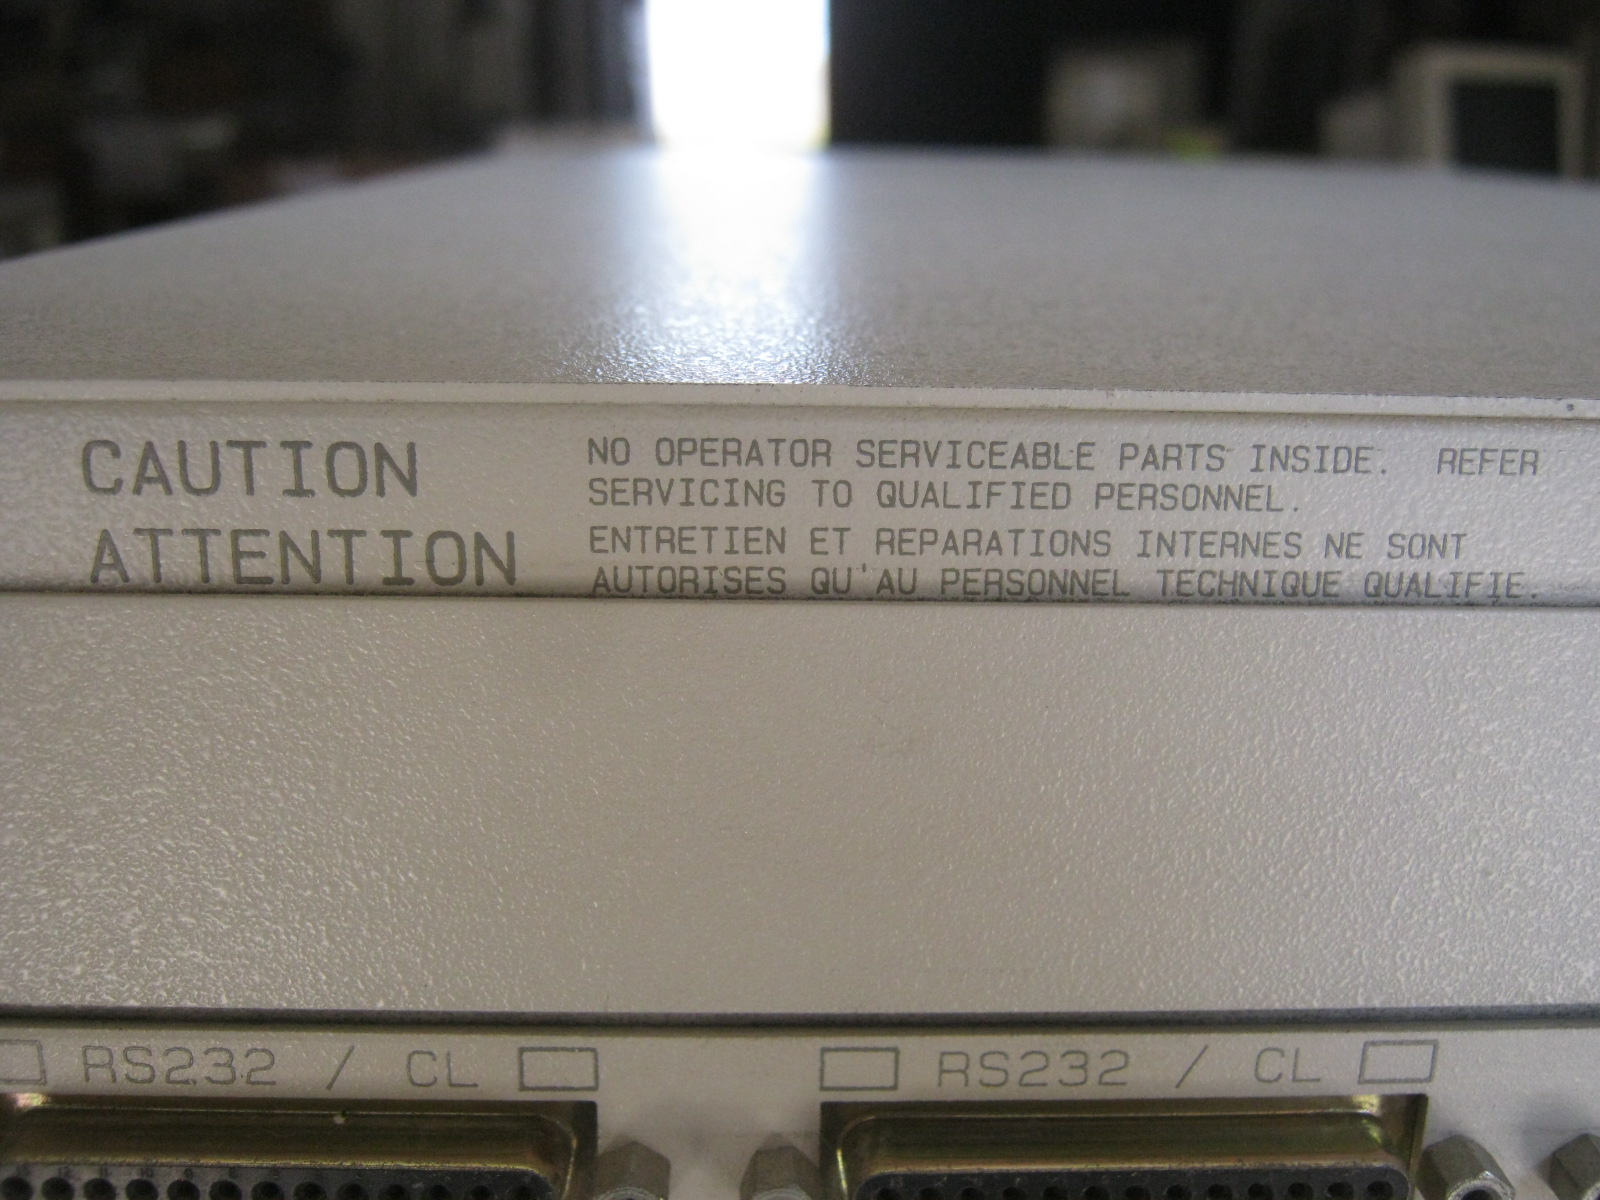 CAUTION
NO OPERATOR SERVICEABLE PARTS INSIDE. REFER
SERVICING TO QUALIFIED PERSONNEL.
ATTENTION
ENTRETIEN ET REPARATIONS INTERNES NE SONT
AUTORISES QU'AU PERSONNEL TECHNIQUE QUALIFIE.
RS232 / CL
RS232 / CL